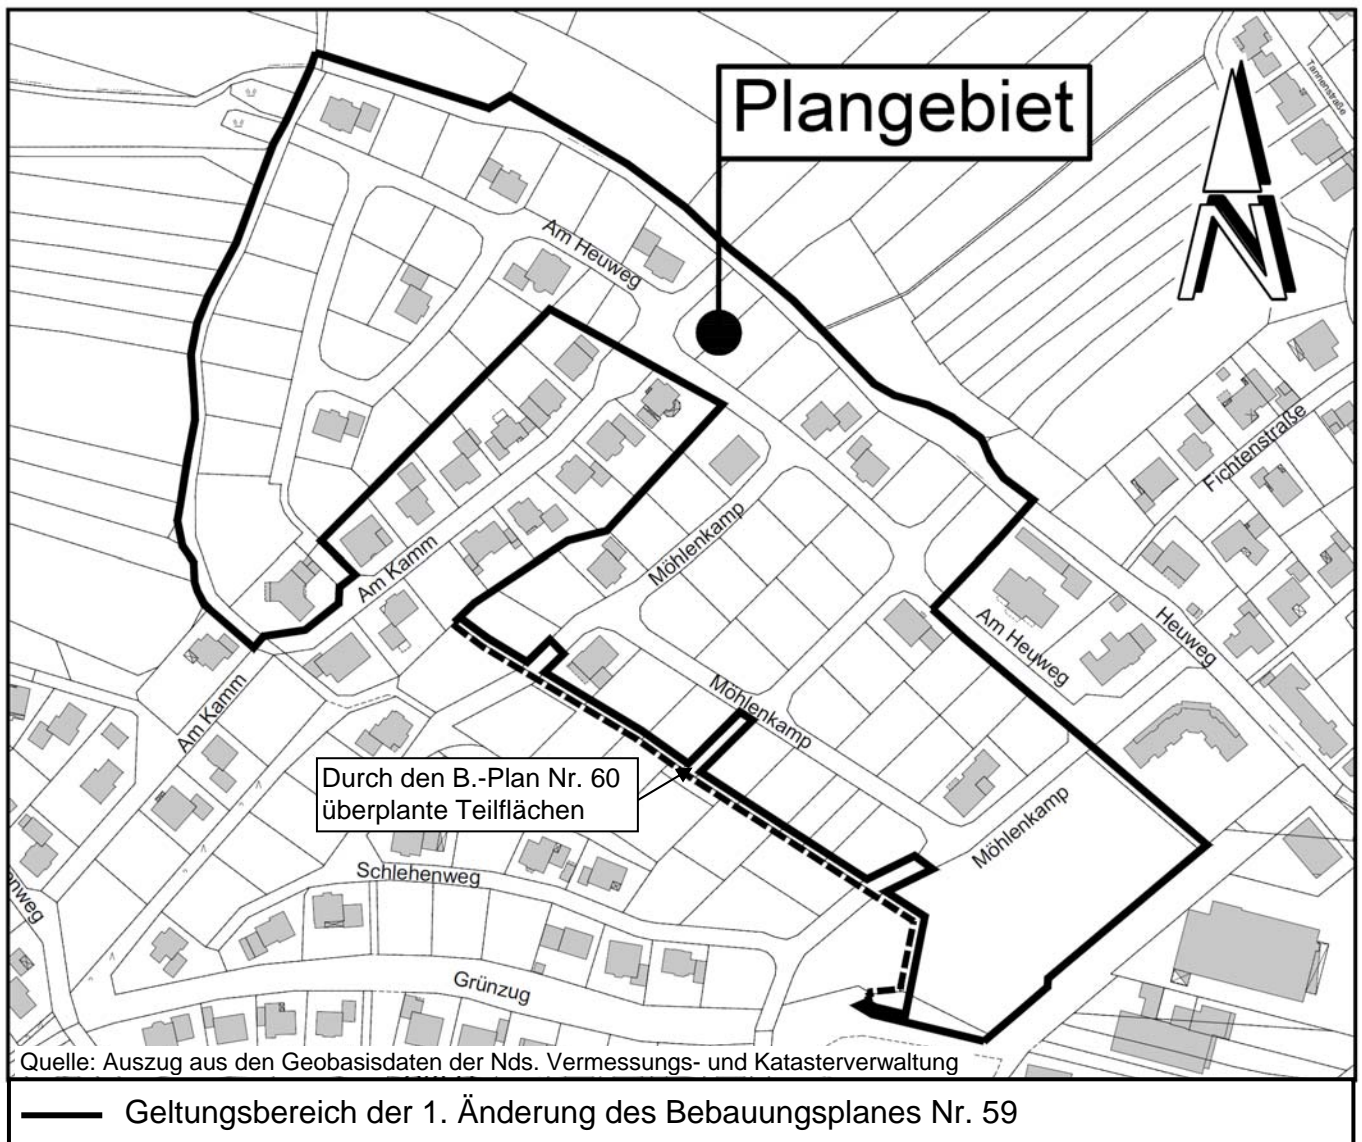 Plangebiet
N
Tannenstraße
Am Heuweg
Fichtenstraße
Möhlenkamp
Am Kamm
Am Heuweg
Heuweg
Am Kamm
Möhlenkamp
Durch den B.-Plan Nr. 60
überplante Teilflächen
Möhlenkamp
Schlehenweg
enweg
Grünzug
Quelle: Auszug aus den Geobasisdaten der Nds. Vermessungs- und Katasterverwaltung
Geltungsbereich der 1. Änderung des Bebauungsplanes Nr. 59